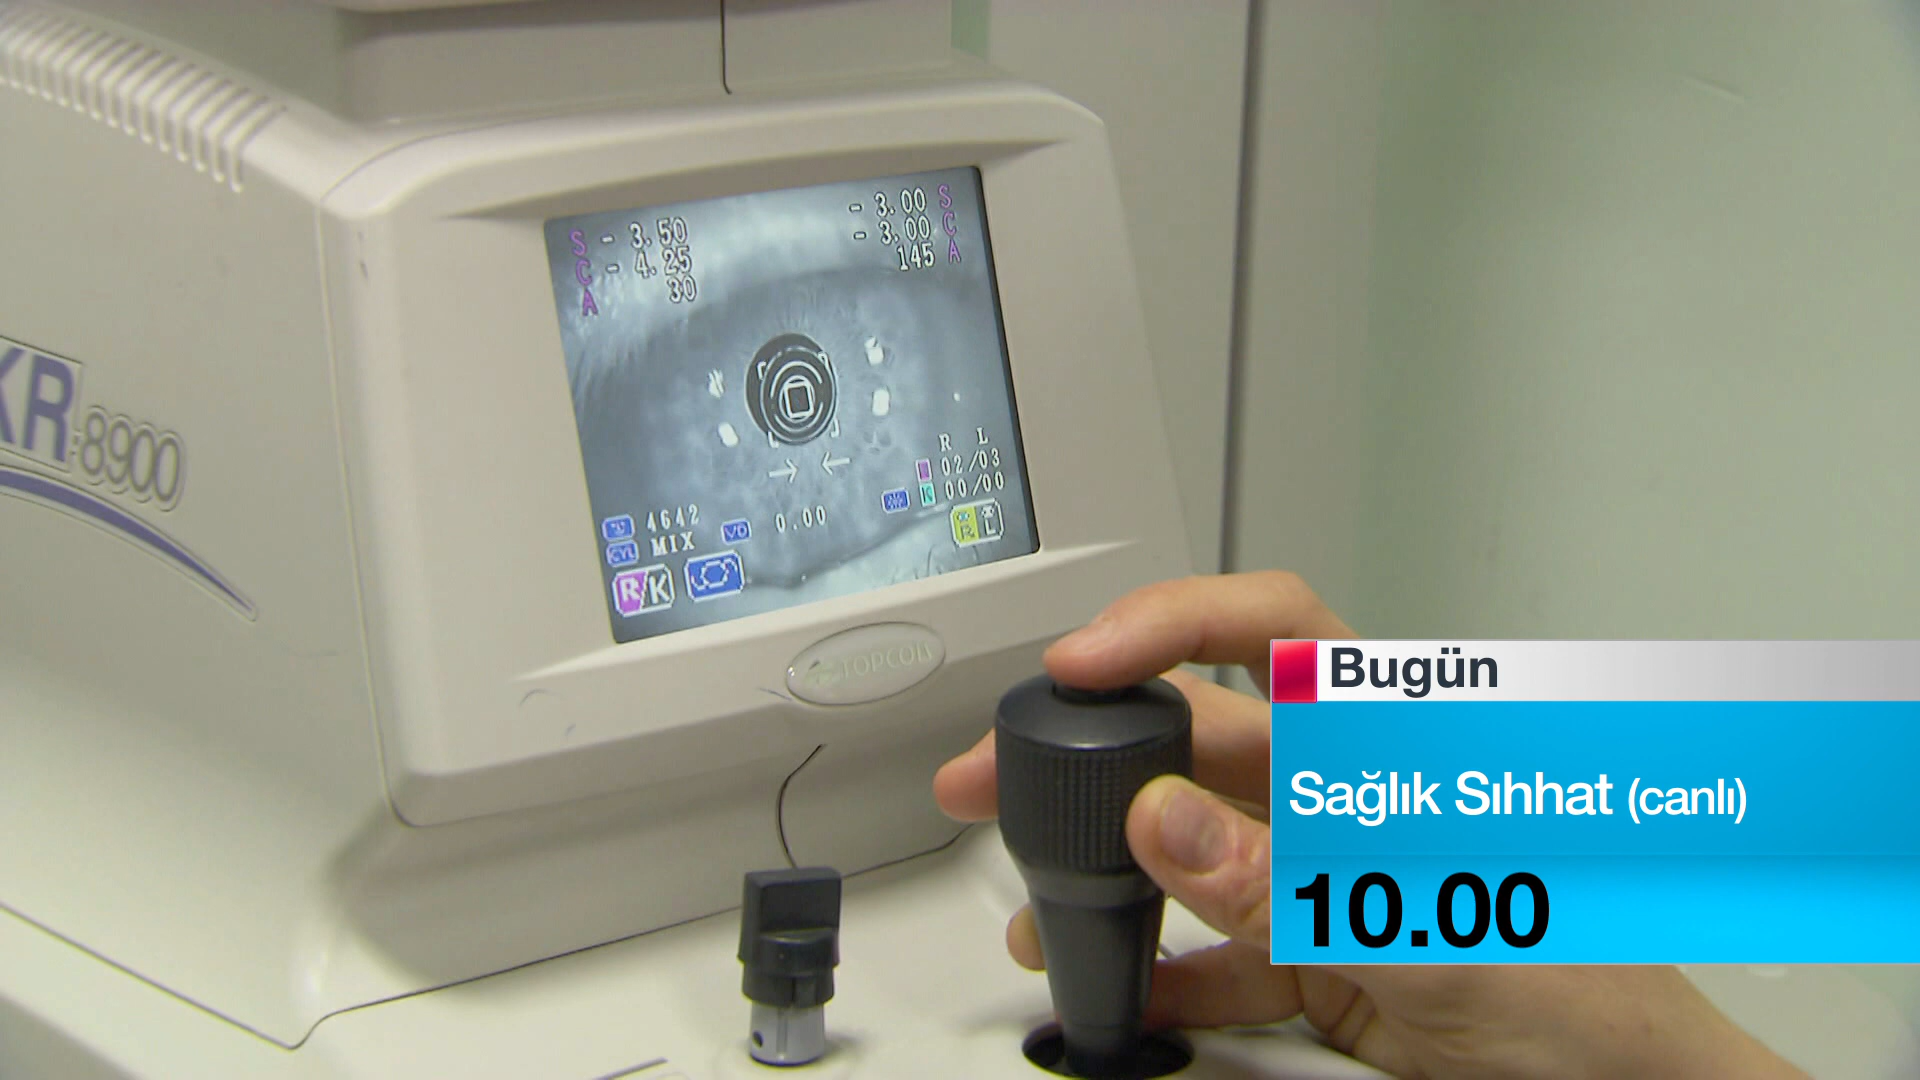 S - 3.50
C - 4.25
A 30
- 3.00 S
- 3.00 C
145 A
R L
02/03
K 00/00
4642
VD 0.00
CYL MIX
R/K
R L
KR-8900
TOPCON
Bugün
Sağlık Sıhhat (canlı)
10.00